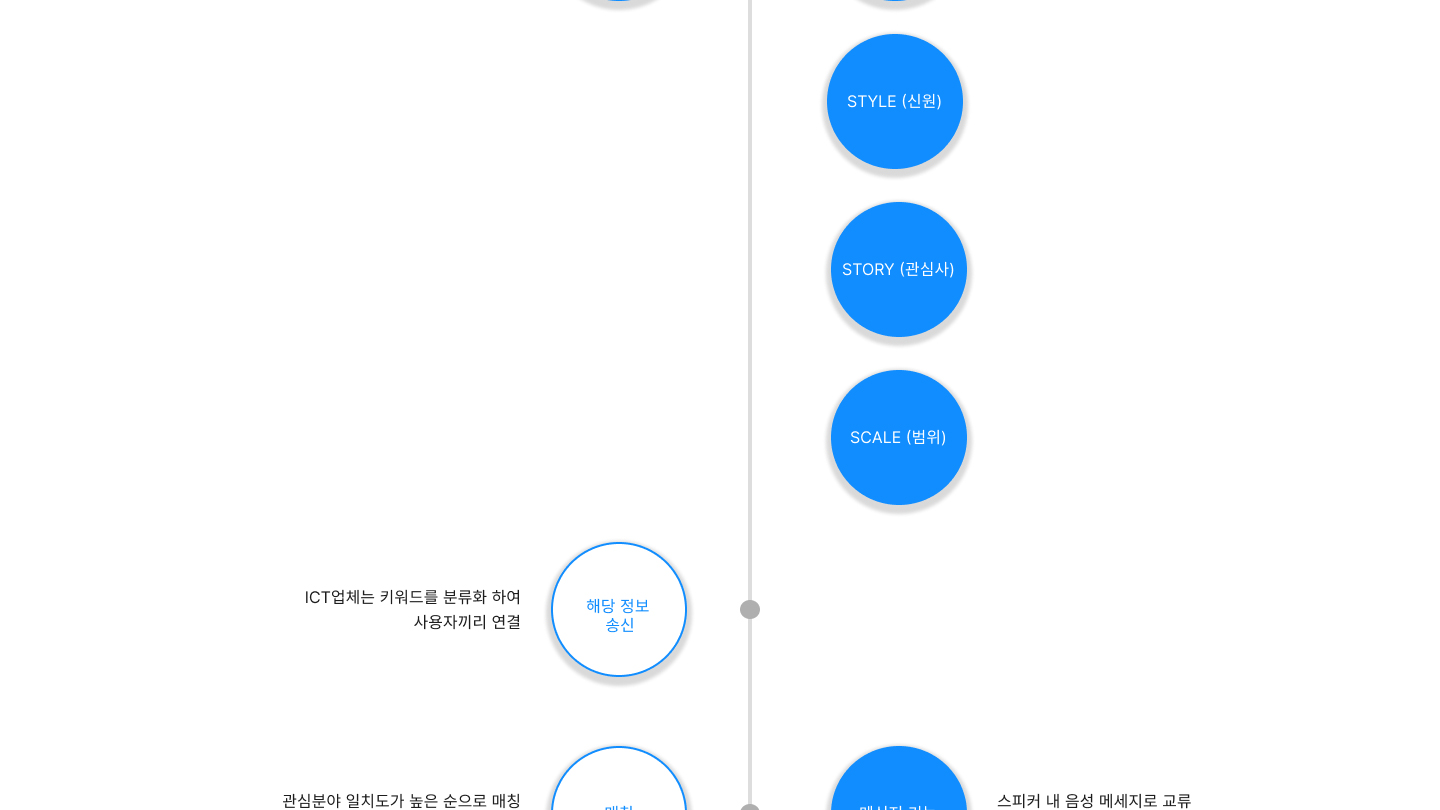 STYLE (신원)
STORY (관심사)
SCALE (범위)
ICT업체는 키워드를 분류화 하여
사용자끼리 연결
해당 정보
송신
관심분야 일치도가 높은 순으로 매칭
매칭
스피커 내 음성 메세지로 교류